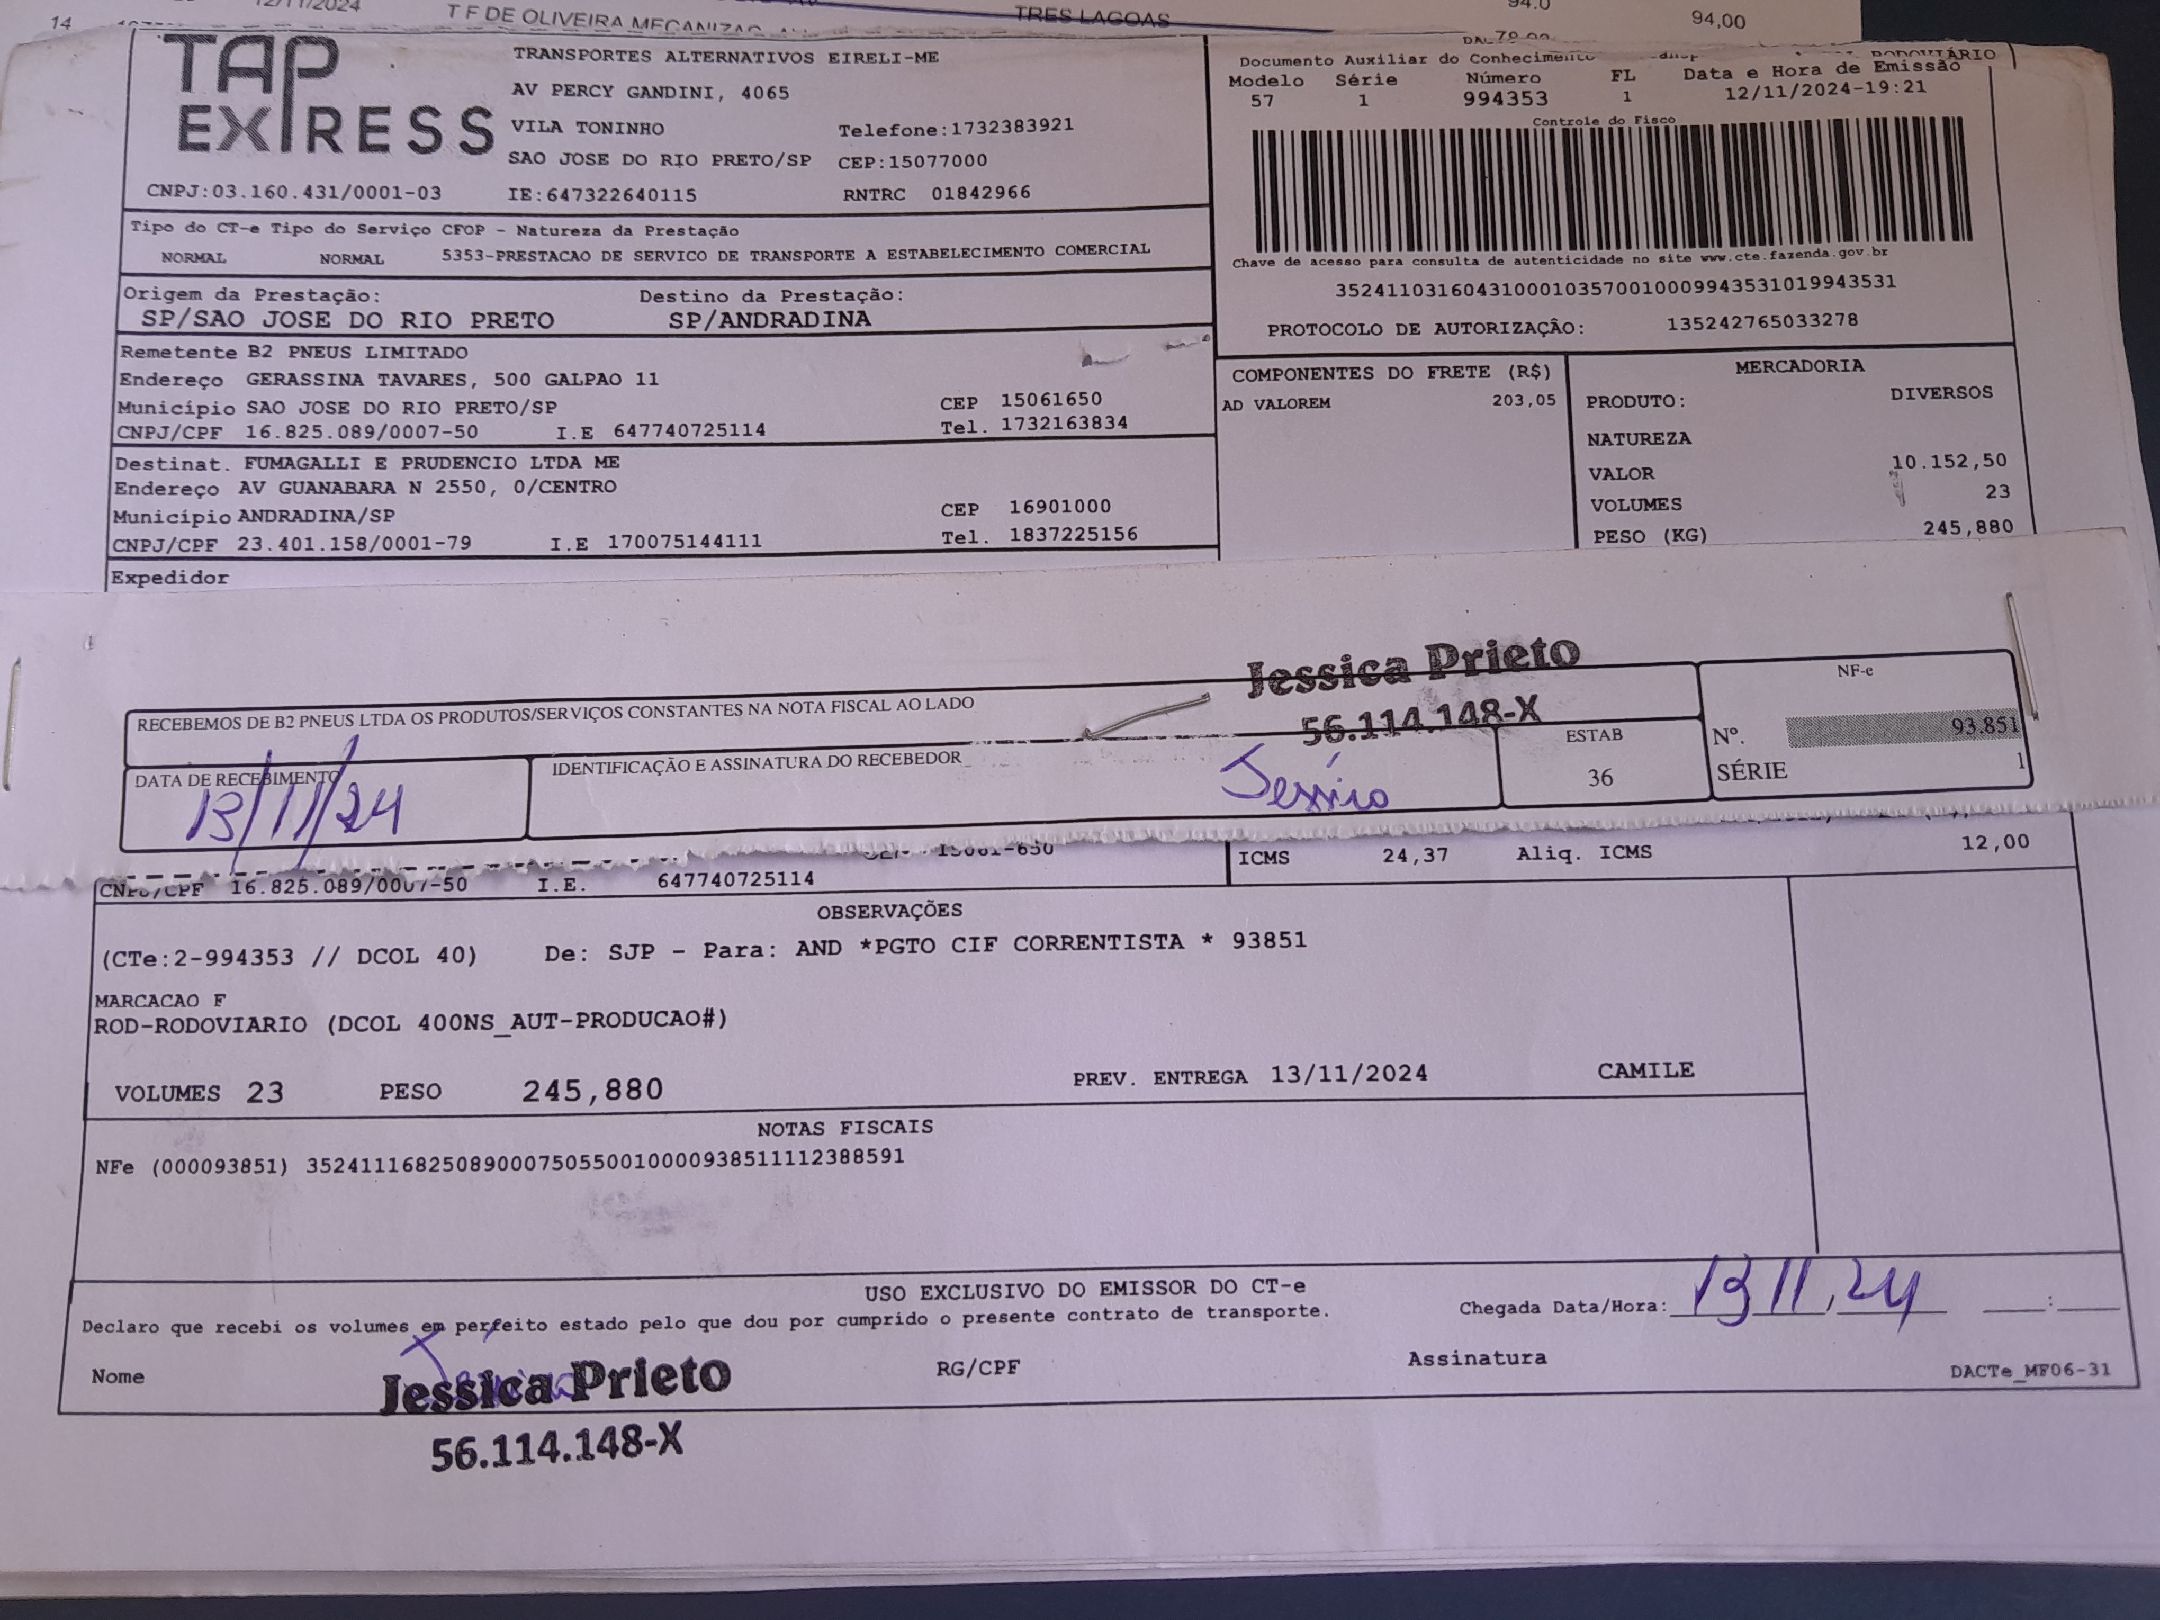 14 12/11/2024 T F DE OLIVEIRA MECANIZAC TRES LAGOAS 94,00
TAP EXPRESS
TRANSPORTES ALTERNATIVOS EIRELI-ME
AV PERCY GANDINI, 4065
VILA TONINHO Telefone:1732383921
SAO JOSE DO RIO PRETO/SP CEP:15077000
CNPJ:03.160.431/0001-03 IE:647322640115 RNTRC 01842966
Documento Auxiliar do Conhecimento RODOVIÁRIO
Modelo Série Número FL Data e Hora de Emissão
57 1 994353 1 12/11/2024-19:21
Controle do Fisco
Chave de acesso para consulta de autenticidade no site www.cte.fazenda.gov.br
35241103160431000103570010009943531019943531
PROTOCOLO DE AUTORIZAÇÃO: 135242765033278
Tipo do CT-e Tipo do Serviço CFOP - Natureza da Prestação
NORMAL NORMAL 5353-PRESTACAO DE SERVICO DE TRANSPORTE A ESTABELECIMENTO COMERCIAL
Origem da Prestação: Destino da Prestação:
SP/SAO JOSE DO RIO PRETO SP/ANDRADINA
Remetente B2 PNEUS LIMITADO
Endereço GERASSINA TAVARES, 500 GALPAO 11
Município SAO JOSE DO RIO PRETO/SP CEP 15061650
CNPJ/CPF 16.825.089/0007-50 I.E 647740725114 Tel. 1732163834
Destinat. FUMAGALLI E PRUDENCIO LTDA ME
Endereço AV GUANABARA N 2550, 0/CENTRO
Município ANDRADINA/SP CEP 16901000
CNPJ/CPF 23.401.158/0001-79 I.E 170075144111 Tel. 1837225156
Expedidor
COMPONENTES DO FRETE (R$)
AD VALOREM 203,05
MERCADORIA
PRODUTO: DIVERSOS
NATUREZA
VALOR 10.152,50
VOLUMES 23
PESO (KG) 245,880
Jessica Prieto
56.114.148-X
RECEBEMOS DE B2 PNEUS LTDA OS PRODUTOS/SERVIÇOS CONSTANTES NA NOTA FISCAL AO LADO
DATA DE RECEBIMENTO
13/11/24
IDENTIFICAÇÃO E ASSINATURA DO RECEBEDOR
ESTAB
36
NF-e
Nº. 93.851
SÉRIE 1
ICMS 24,37 Aliq. ICMS 12,00
CNPJ/CPF 16.825.089/0007-50 I.E. 647740725114
OBSERVAÇÕES
(CTe:2-994353 // DCOL 40) De: SJP - Para: AND *PGTO CIF CORRENTISTA * 93851
MARCACAO F
ROD-RODOVIARIO (DCOL 400NS_AUT-PRODUCAO#)
VOLUMES 23 PESO 245,880 PREV. ENTREGA 13/11/2024 CAMILE
NOTAS FISCAIS
NFe (000093851) 35241116825089000750550010000938511112388591
USO EXCLUSIVO DO EMISSOR DO CT-e
Declaro que recebi os volumes em perfeito estado pelo que dou por cumprido o presente contrato de transporte.
Chegada Data/Hora: 13 11, 24 :
Nome RG/CPF Assinatura
Jessica Prieto
56.114.148-X
DACTe_MF06-31